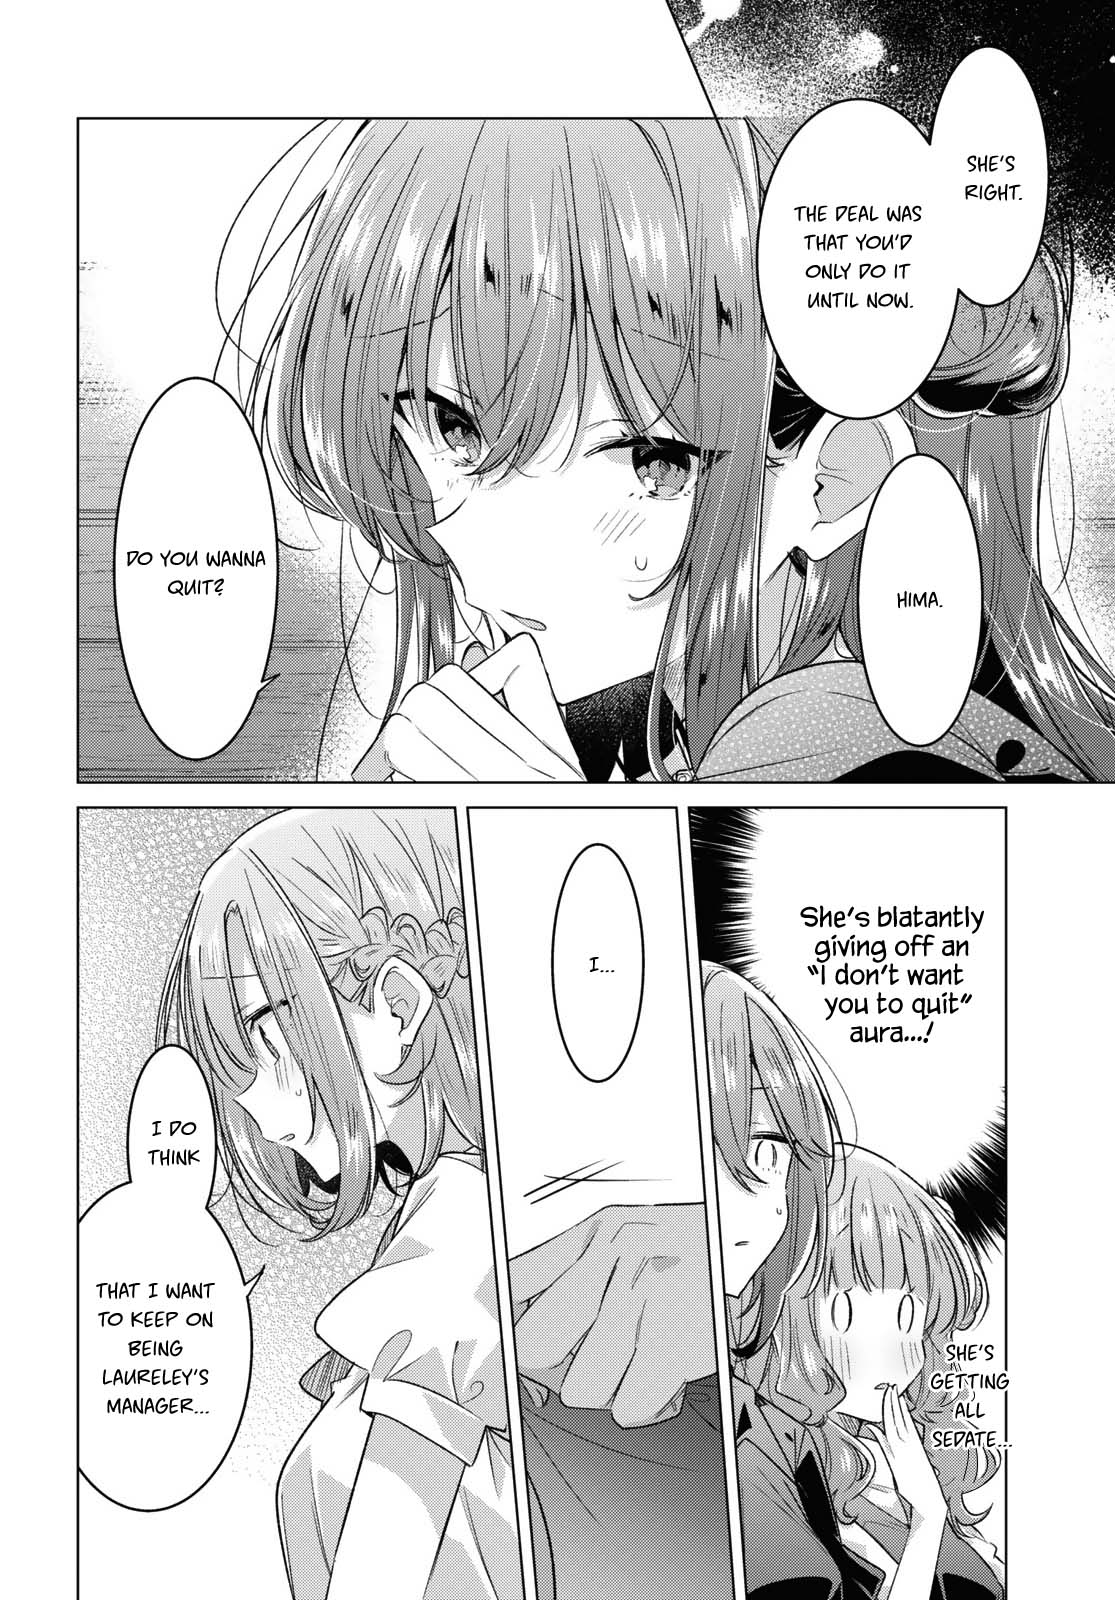 SHE'S
RIGHT.
THE DEAL WAS
THAT YOU'D
ONLY DO IT
UNTIL NOW.
HIMA.
DO YOU WANNA
QUIT?
She's blatantly
giving off an
"I don't want
you to quit"
aura...!
SHE'S
GETTING
ALL
SEDATE...
I...
I DO
THINK
THAT I WANT
TO KEEP ON
BEING
LAURELEY'S
MANAGER...